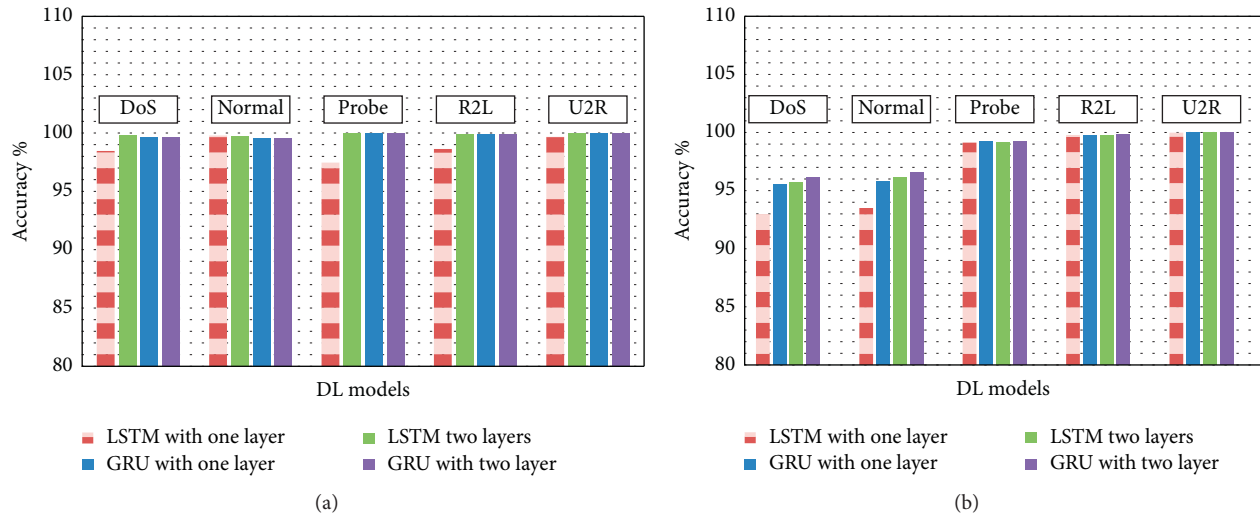 110
105
100
95
90
85
80
Accuracy %
DoS
Normal
Probe
R2L
U2R
DL models
LSTM with one layer
LSTM two layers
GRU with one layer
GRU with two layer
(a)
110
105
100
95
90
85
80
Accuracy %
DoS
Normal
Probe
R2L
U2R
DL models
LSTM with one layer
LSTM two layers
GRU with one layer
GRU with two layer
(b)